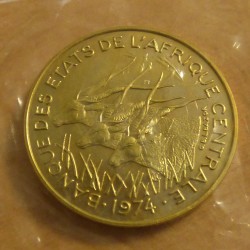 BANQUE DES ETATS DE L'AFRIQUE CENTRALE
· 1974 ·